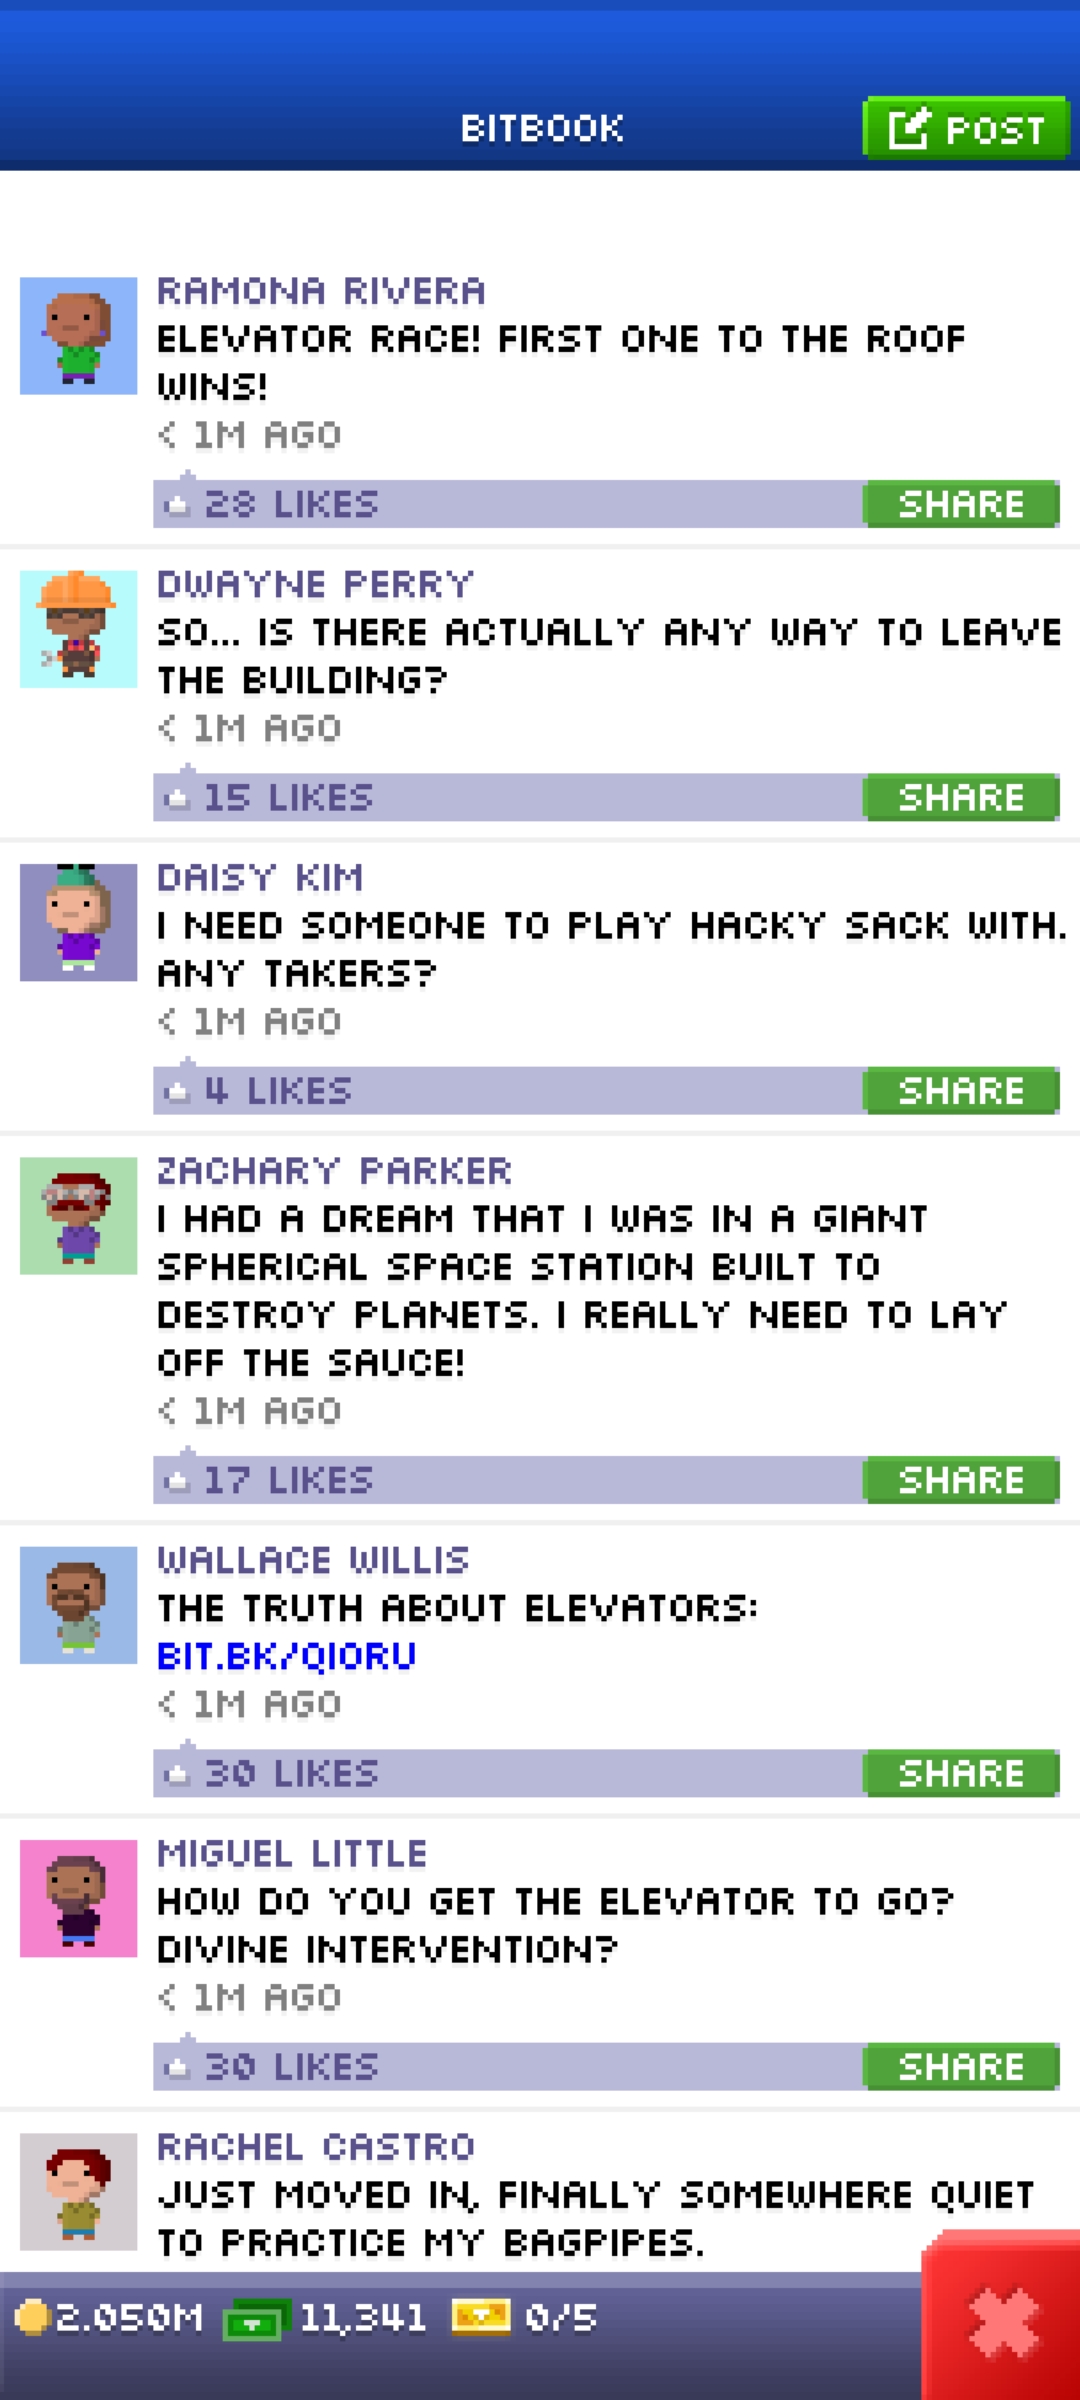 BITBOOK
POST
RAMONA RIVERA
ELEVATOR RACE! FIRST ONE TO THE ROOF
WINS!
< 1M AGO
28 LIKES
SHARE
DWAYNE PERRY
SO... IS THERE ACTUALLY ANY WAY TO LEAVE
THE BUILDING?
< 1M AGO
15 LIKES
SHARE
DAISY KIM
I NEED SOMEONE TO PLAY HACKY SACK WITH.
ANY TAKERS?
< 1M AGO
4 LIKES
SHARE
ZACHARY PARKER
I HAD A DREAM THAT I WAS IN A GIANT
SPHERICAL SPACE STATION BUILT TO
DESTROY PLANETS. I REALLY NEED TO LAY
OFF THE SAUCE!
< 1M AGO
17 LIKES
SHARE
WALLACE WILLIS
THE TRUTH ABOUT ELEVATORS:
BIT.BK/QIORU
< 1M AGO
30 LIKES
SHARE
MIGUEL LITTLE
HOW DO YOU GET THE ELEVATOR TO GO?
DIVINE INTERVENTION?
< 1M AGO
30 LIKES
SHARE
RACHEL CASTRO
JUST MOVED IN, FINALLY SOMEWHERE QUIET
TO PRACTICE MY BAGPIPES.
2.050M 11,341 0/5